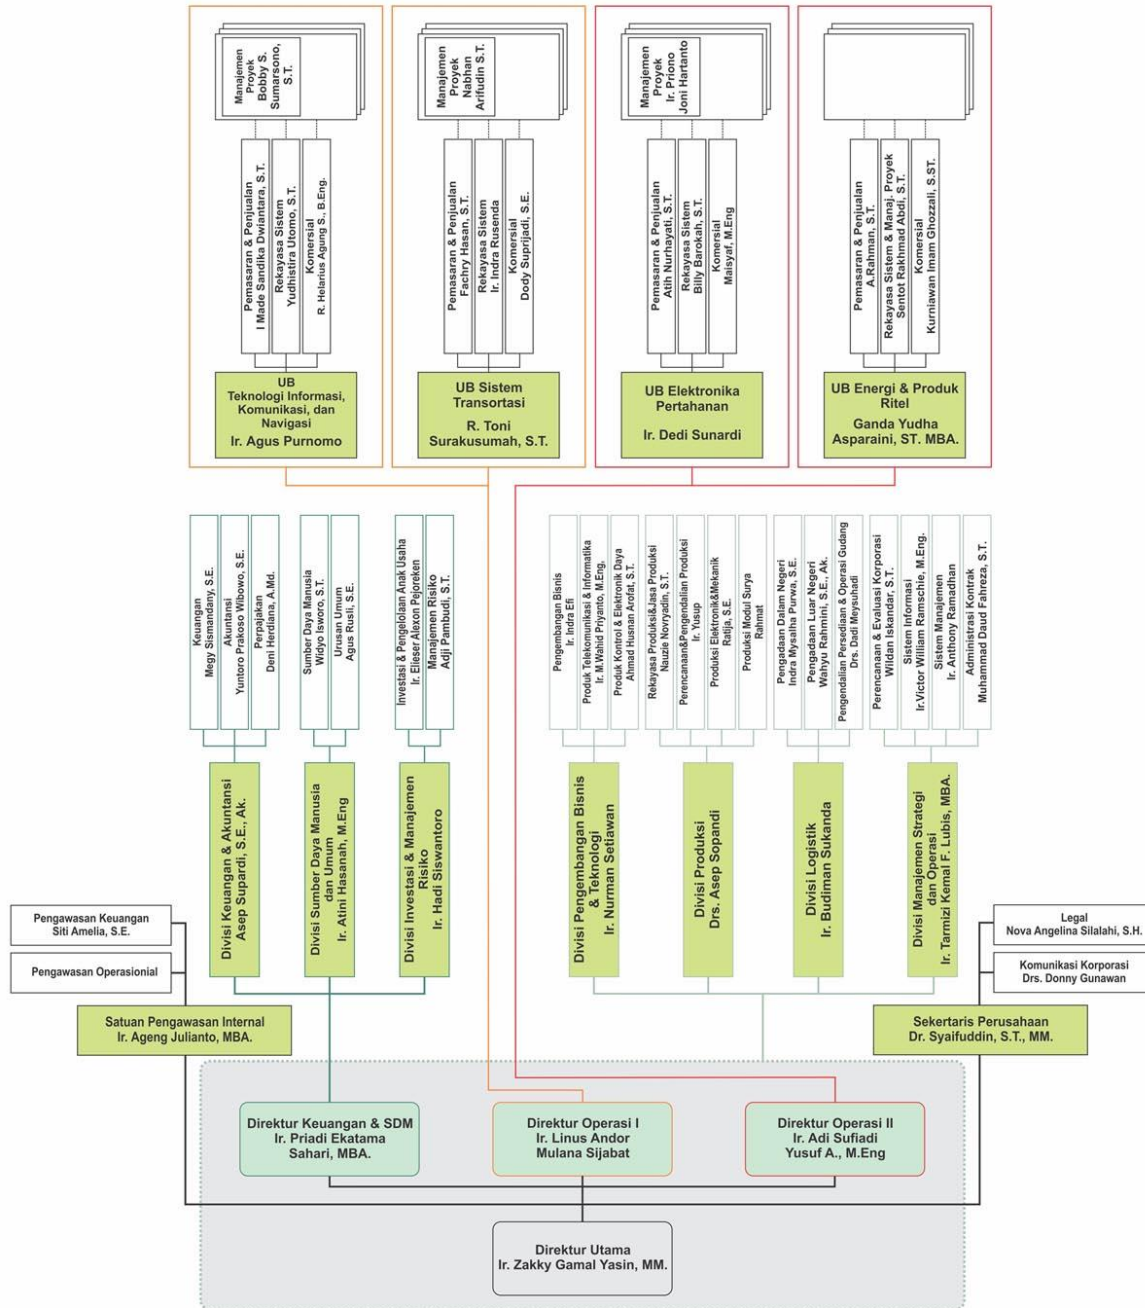 Manajemen
Proyek
Bobby S.
Sumarsono,
S.T.
Manajemen
Proyek
Nabhan
Arifudin S.T.
Manajemen
Proyek
Ir. Priono
Joni Hartanto
Pemasaran & Penjualan
I Made Sandika Dwiantara, S.T.
Rekayasa Sistem
Yudhistira Utomo, S.T.
Komersial
R. Helarius Agung S., B.Eng.
Pemasaran & Penjualan
Fachry Hasan, S.T.
Rekayasa Sistem
Ir. Indra Rusenda
Komersial
Dody Suprijadi, S.E.
Pemasaran & Penjualan
Atih Nurhayati, S.T.
Rekayasa Sistem
Billy Barokah, S.T.
Komersial
Maisyaf, M.Eng
Pemasaran & Penjualan
A.Rahman, S.T.
Rekayasa Sistem & Manaj. Proyek
Sentot Rakhmad Abdi, S.T.
Komersial
Kurniawan Imam Ghozzali, S.ST.
UB
Teknologi Informasi,
Komunikasi, dan
Navigasi
Ir. Agus Purnomo
UB Sistem
Transortasi
R. Toni
Surakusumah, S.T.
UB Elektronika
Pertahanan
Ir. Dedi Sunardi
UB Energi & Produk
Ritel
Ganda Yudha
Asparaini, ST. MBA.
Keuangan
Megy Sismandany, S.E.
Akuntansi
Yuntoro Prakoso Wibowo, S.E.
Perpajakan
Deni Herdiana, A.Md.
Sumber Daya Manusia
Widyo Isworo, S.T.
Urusan Umum
Agus Rusli, S.E.
Investasi & Pengelolaan Anak Usaha
Ir. Elieser Alexon Pejoreken
Manajemen Risiko
Adji Pambudi, S.T.
Pengembangan Bisnis
Ir. Indra Efi
Produk Telekomunikasi & Informatika
Ir. M.Wahid Priyanto, M.Eng,
Produk Kontrol & Elektronik Daya
Ahmad Husnan Arofat, S.T.
Rekayasa Produksi&Jasa Produksi
Nauzie Novryadin, S.T.
Perencanaan&Pengendalian Produksi
Ir. Yusup
Produksi Elektronik&Mekanik
Ratija, S.E.
Produksi Modul Surya
Rahmat
Pengadaan Dalam Negeri
Indra Mysalha Purwa, S.E.
Pengadaan Luar Negeri
Wahyu Rahmini, S.E., Ak.
Pengendalian Persediaan & Operasi Gudang
Drs. Dadi Meysuhadi
Perencanaan & Evaluasi Korporasi
Wildan Iskandar, S.T.
Sistem Informasi
Ir.Victor William Ramschie, M.Eng.
Sistem Manajemen
Ir. Anthony Ramadhan
Administrasi Kontrak
Muhammad Daud Fahreza, S.T.
Divisi Keuangan & Akuntansi
Asep Supardi, S.E., Ak.
Divisi Sumber Daya Manusia
dan Umum
Ir. Atini Hasanah, M.Eng
Divisi Investasi & Manajemen
Risiko
Ir. Hadi Siswantoro
Divisi Pengembangan Bisnis
& Teknologi
Ir. Nurman Setiawan
Divisi Produksi
Drs. Asep Sopandi
Divisi Logistik
Ir. Budiman Sukanda
Divisi Manajemen Strategi
dan Operasi
Ir. Tarmizi Kemal F. Lubis, MBA.
Pengawasan Keuangan
Siti Amelia, S.E.
Pengawasan Operasionial
Satuan Pengawasan Internal
Ir. Ageng Julianto, MBA.
Legal
Nova Angelina Silalahi, S.H.
Komunikasi Korporasi
Drs. Donny Gunawan
Sekertaris Perusahaan
Dr. Syaifuddin, S.T., MM.
Direktur Keuangan & SDM
Ir. Priadi Ekatama
Sahari, MBA.
Direktur Operasi I
Ir. Linus Andor
Mulana Sijabat
Direktur Operasi II
Ir. Adi Sufiadi
Yusuf A., M.Eng
Direktur Utama
Ir. Zakky Gamal Yasin, MM.